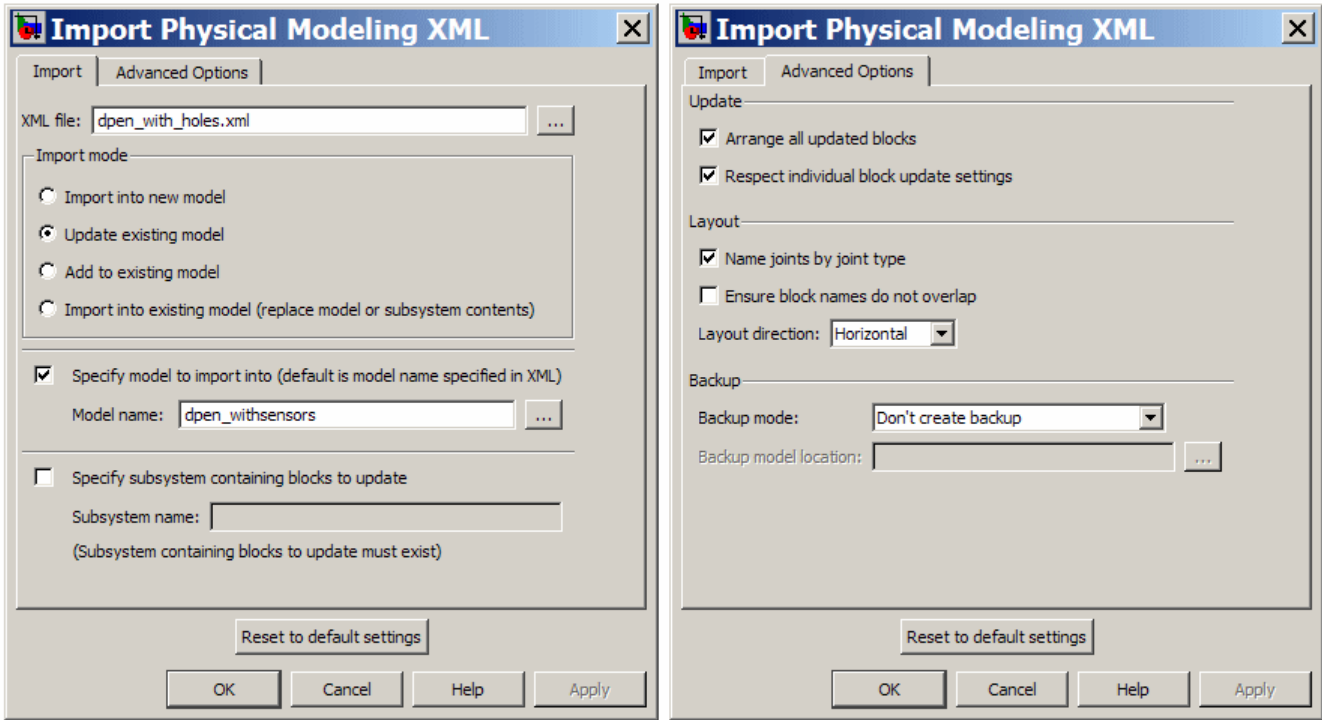 Import Physical Modeling XML
Import
Advanced Options
XML file: dpen_with_holes.xml ...
Import mode
Import into new model
Update existing model
Add to existing model
Import into existing model (replace model or subsystem contents)
Specify model to import into (default is model name specified in XML)
Model name: dpen_withsensors ...
Specify subsystem containing blocks to update
Subsystem name:
(Subsystem containing blocks to update must exist)
Reset to default settings
OK Cancel Help Apply
Import Physical Modeling XML
Import
Advanced Options
Update
Arrange all updated blocks
Respect individual block update settings
Layout
Name joints by joint type
Ensure block names do not overlap
Layout direction: Horizontal
Backup
Backup mode: Don't create backup
Backup model location: ...
Reset to default settings
OK Cancel Help Apply